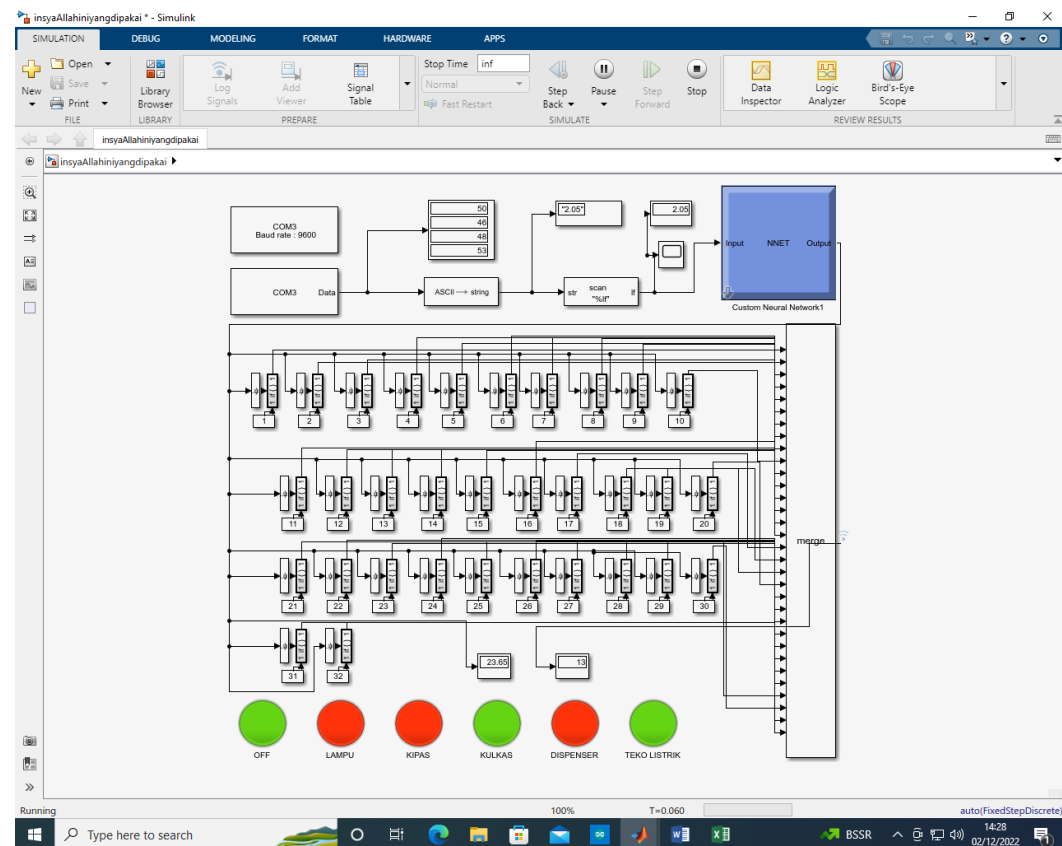 insyaAllahiniyangdipakai * - Simulink
SIMULATION DEBUG MODELING FORMAT HARDWARE APPS
New
Open
Save
Print
FILE
Library Browser
LIBRARY
Log Signals
Add Viewer
Signal Table
PREPARE
Stop Time inf
Normal
Fast Restart
Step Back
Pause
Step Forward
Stop
SIMULATE
Data Inspector
Logic Analyzer
Bird's-Eye Scope
REVIEW RESULTS
insyaAllahiniyangdipakai
insyaAllahiniyangdipakai
COM3
Baud rate : 9600
50
46
48
53
"2.05"
2.05
COM3 Data
ASCII → string
str scan "%lf" lf
Input NNET Output
Custom Neural Network1
1 2 3 4 5 6 7 8 9 10
11 12 13 14 15 16 17 18 19 20
merge
21 22 23 24 25 26 27 28 29 30
31 32
23.65
13
OFF LAMPU KIPAS KULKAS DISPENSER TEKO LISTRIK
Running 100% T=0.060 auto(FixedStepDiscrete)
Type here to search
BSSR
14:28
02/12/2022